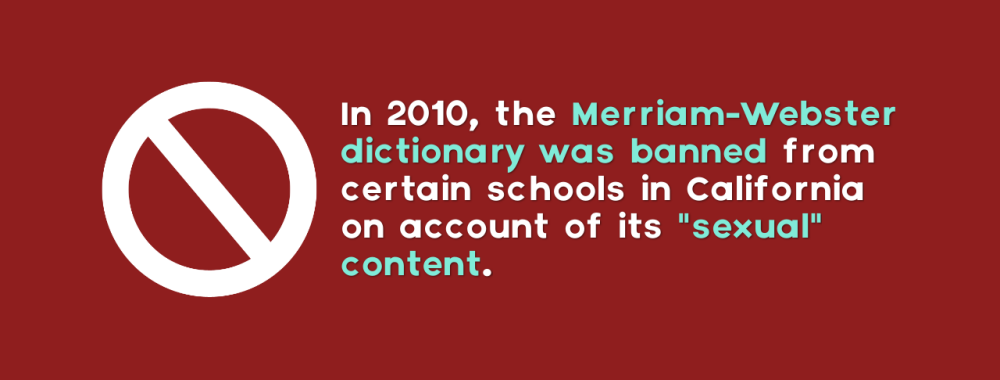 In 2010, the Merriam-Webster
dictionary was banned from
certain schools in California
on account of its "sexual"
content.